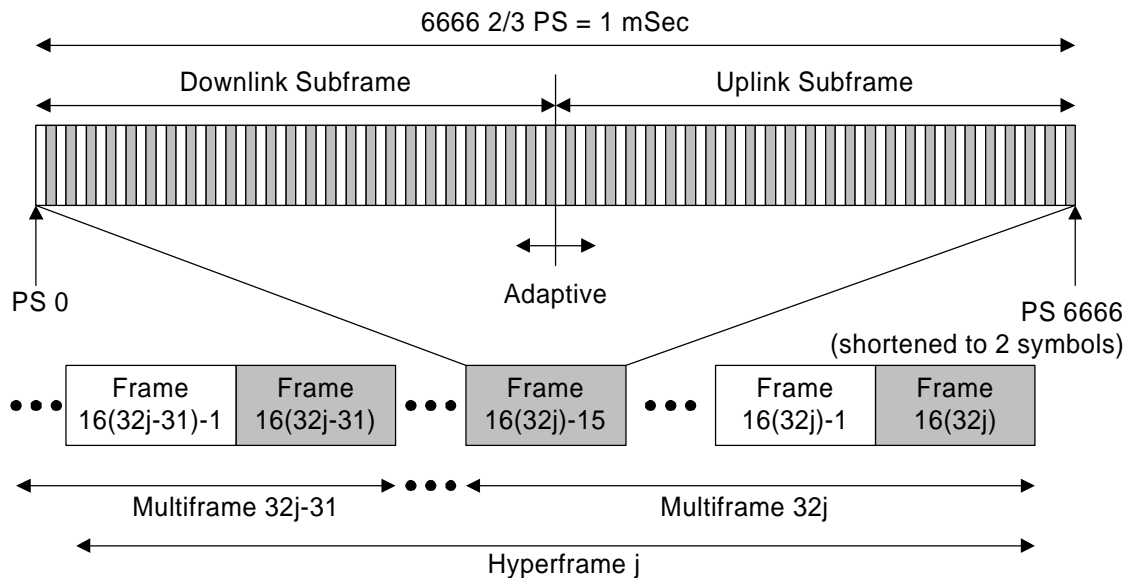 6666 2/3 PS = 1 mSec
Downlink Subframe
Uplink Subframe
Adaptive
PS 0
PS 6666
(shortened to 2 symbols)
Frame
16(32j-31)-1
Frame
16(32j-31)
Frame
16(32j)-15
Frame
16(32j)-1
Frame
16(32j)
Multiframe 32j-31
Multiframe 32j
Hyperframe j